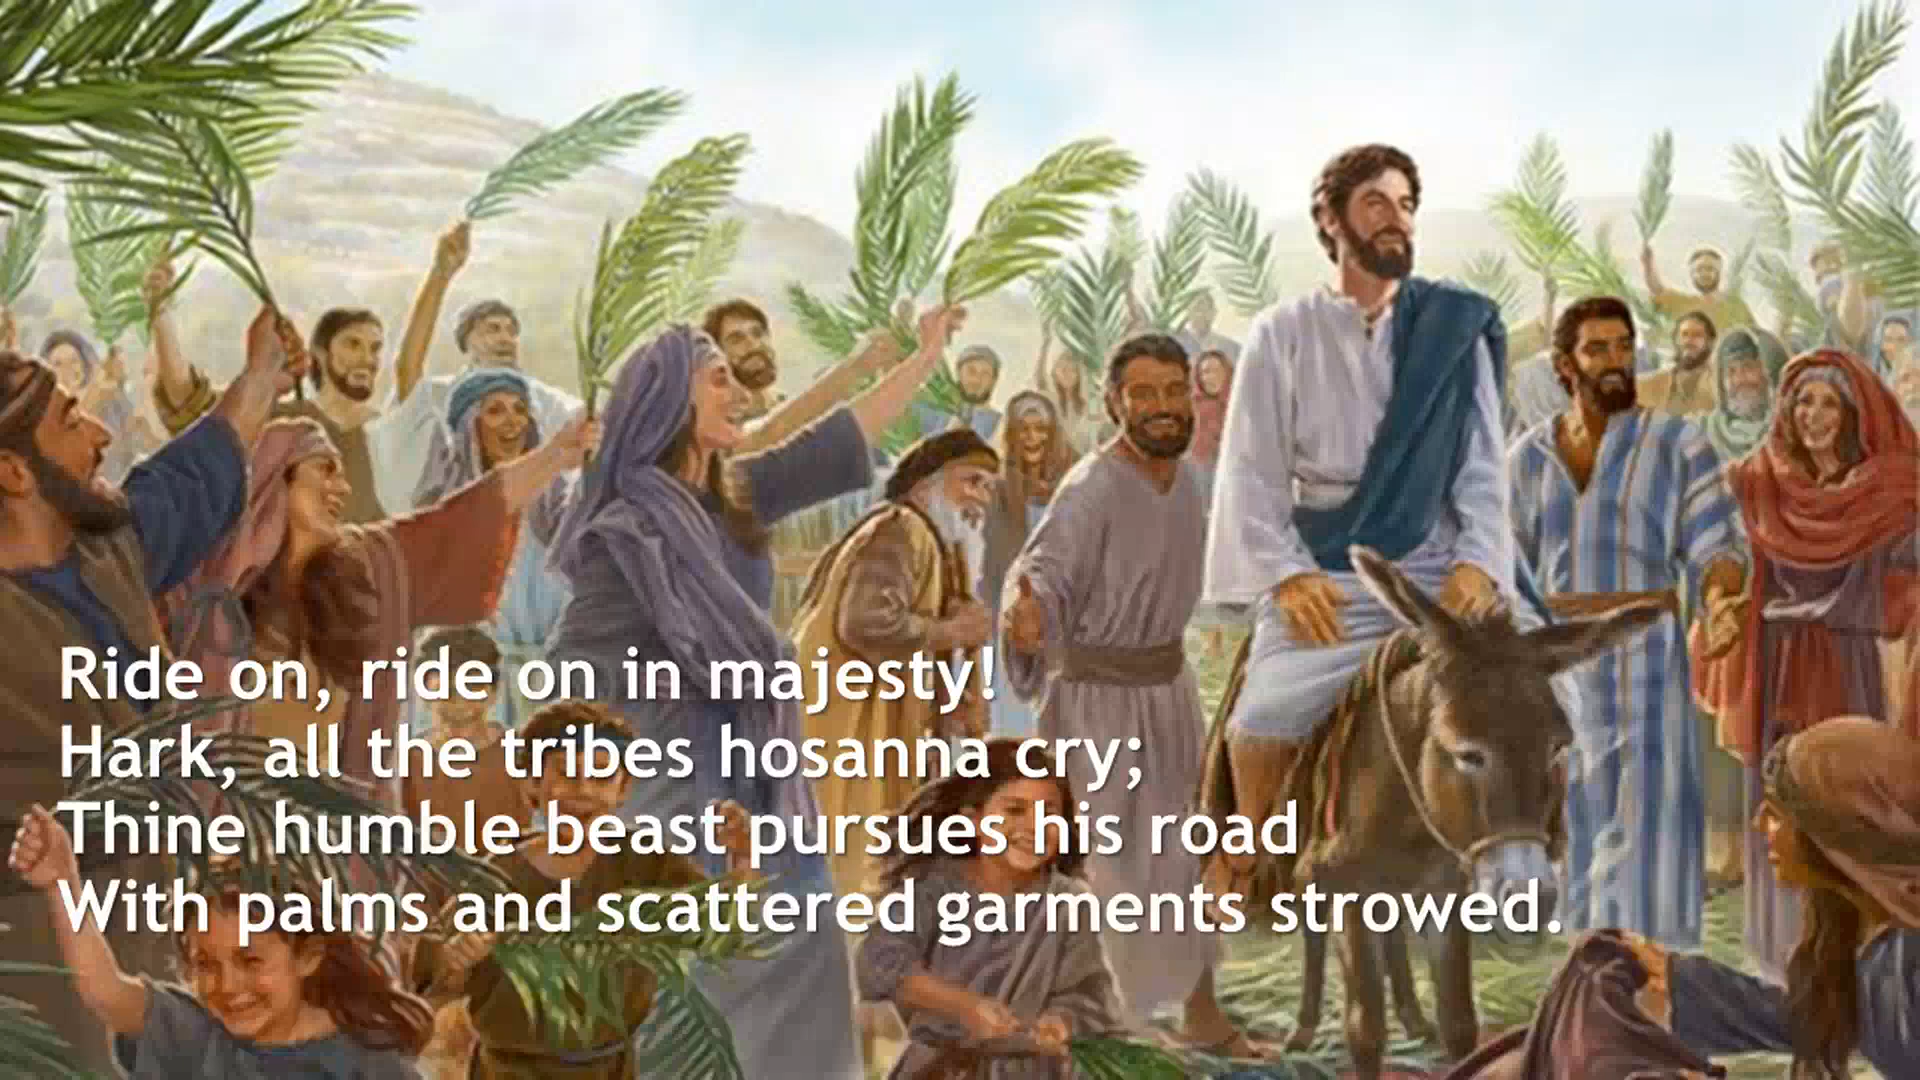 Ride on, ride on in majesty!
Hark, all the tribes hosanna cry;
Thine humble beast pursues his road
With palms and scattered garments strowed.